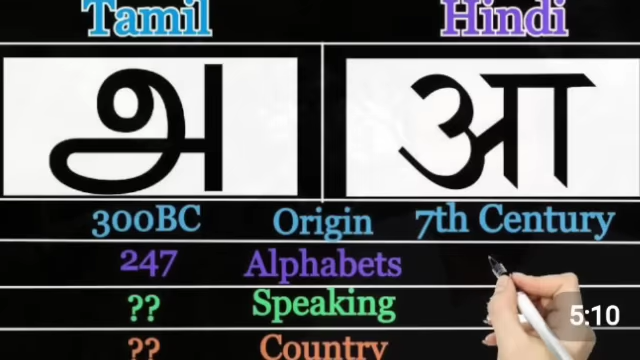 Tamil Hindi
அ आ
300BC Origin 7th Century
247 Alphabets
?? Speaking
?? Country
5:10